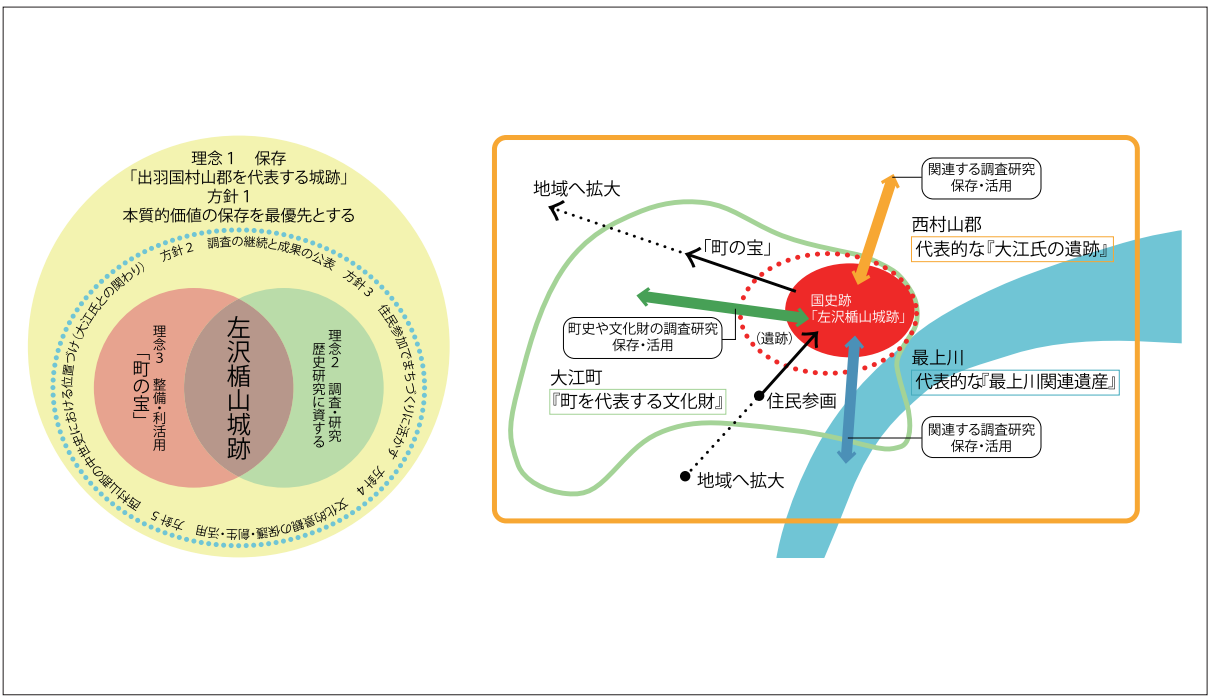 理念1　保存
「出羽国村山郡を代表する城跡」
方針1
本質的価値の保存を最優先とする
方針2　調査の継続と成果の公表
方針3　住民参加でまちづくりに活かす
方針4　文化的景観の保護・創生・活用
方針5　西村山郡の中世史における位置づけ(大江氏との関わり)
理念3　整備・利活用
「町の宝」
左沢楯山城跡
理念2　調査・研究
歴史研究に資する
地域へ拡大
「町の宝」
関連する調査研究
保存・活用
西村山郡
代表的な『大江氏の遺跡』
国史跡
「左沢楯山城跡」
町史や文化財の調査研究
保存・活用
(遺跡)
大江町
『町を代表する文化財』
住民参画
地域へ拡大
最上川
代表的な『最上川関連遺産』
関連する調査研究
保存・活用